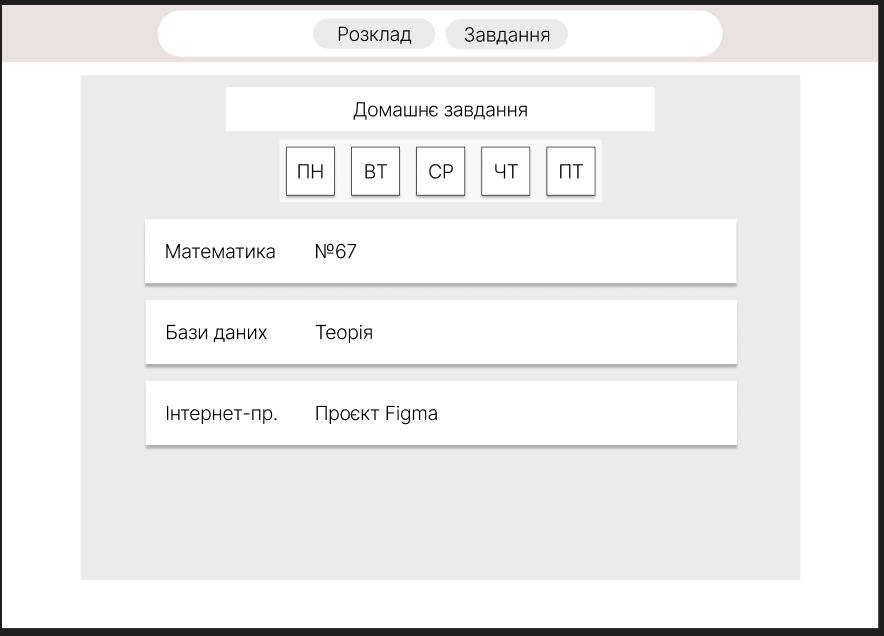 Розклад Завдання
Домашнє завдання
ПН ВТ СР ЧТ ПТ
Математика №67
Бази даних Теорія
Інтернет-пр. Проєкт Figma